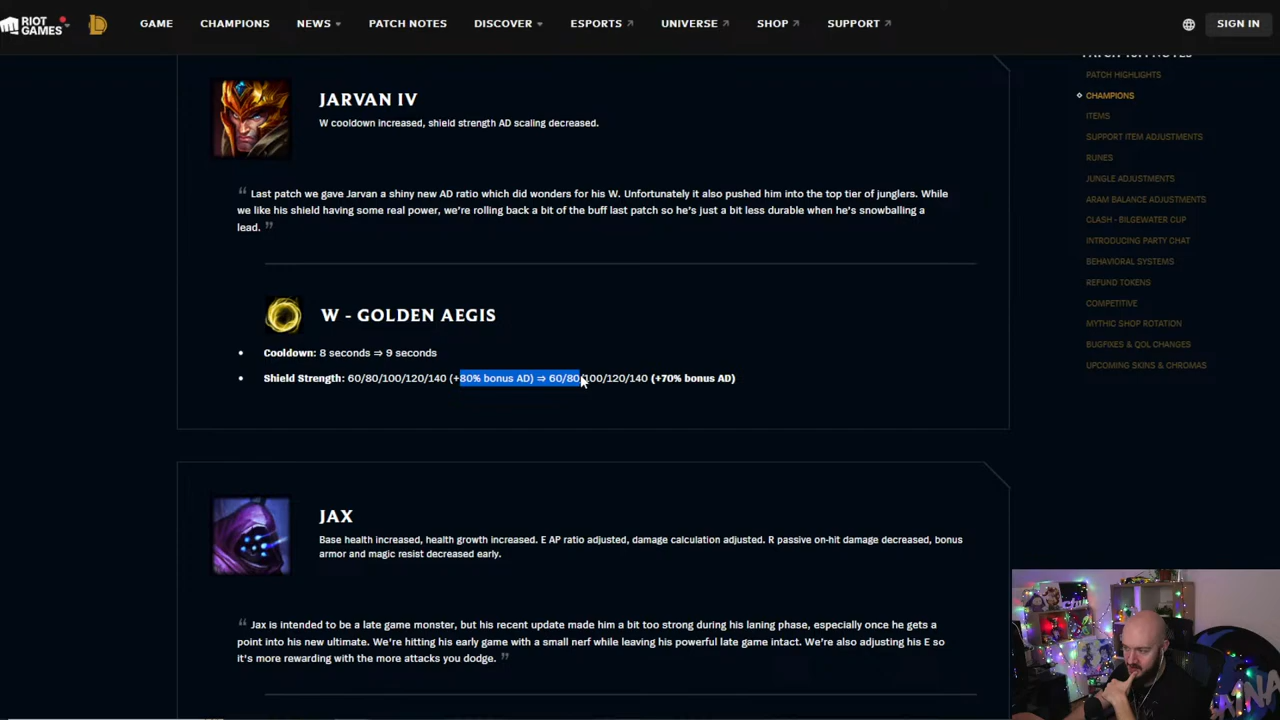 RIOT GAMES
GAME
CHAMPIONS
NEWS
PATCH NOTES
DISCOVER
ESPORTS
UNIVERSE
SHOP
SUPPORT
SIGN IN
JARVAN IV
W cooldown increased, shield strength AD scaling decreased.
“ Last patch we gave Jarvan a shiny new AD ratio which did wonders for his W. Unfortunately it also pushed him into the top tier of junglers. While
we like his shield having some real power, we're rolling back a bit of the buff last patch so he's just a bit less durable when he's snowballing a
lead. ”
W - GOLDEN AEGIS
• Cooldown: 8 seconds ⇒ 9 seconds
• Shield Strength: 60/80/100/120/140 (+80% bonus AD) ⇒ 60/80/100/120/140 (+70% bonus AD)
JAX
Base health increased, health growth increased. E AP ratio adjusted, damage calculation adjusted. R passive on-hit damage decreased, bonus
armor and magic resist decreased early.
“ Jax is intended to be a late game monster, but his recent update made him a bit too strong during his laning phase, especially once he gets a
point into his new ultimate. We're hitting his early game with a small nerf while leaving his powerful late game intact. We're also adjusting his E so
it's more rewarding with the more attacks you dodge. ”
PATCH HIGHLIGHTS
CHAMPIONS
ITEMS
SUPPORT ITEM ADJUSTMENTS
RUNES
JUNGLE ADJUSTMENTS
ARAM BALANCE ADJUSTMENTS
CLASH - BILGEWATER CUP
INTRODUCING PARTY CHAT
BEHAVIORAL SYSTEMS
REFUND TOKENS
COMPETITIVE
MYTHIC SHOP ROTATION
BUGFIXES & QOL CHANGES
UPCOMING SKINS & CHROMAS